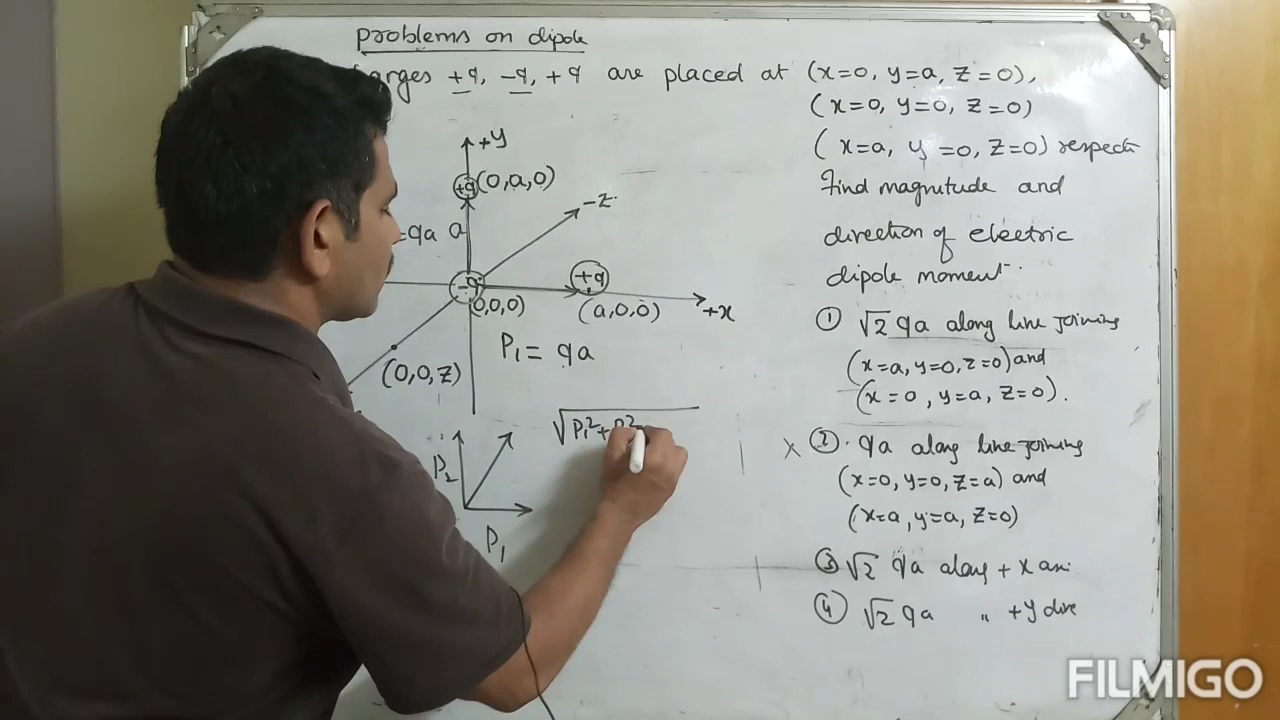 problems on dipole
arges +q, -q, +q are placed at (x=0, y=a, z=0),
(x=0, y=0, z=0)
(x=a, y=0, z=0) respect
Find magnitude and
direction of electric
dipole moment.
① √2 qa along line joining
(x=a, y=0, z=0) and
(x=0, y=a, z=0).
X ②. qa along line joining
(x=0, y=0, z=a) and
(x=a, y=a, z=0)
③ √2 qa along +x axi
④ √2 qa " +y dire
+y
+q (0,a,0)
-z.
=qa a
-q
+q
(0,0,0)
(a,0,0)
+x
P₁ = qa
(0,0,z)
√P₁²+P₂²
P₂
P₁
FILMIGO